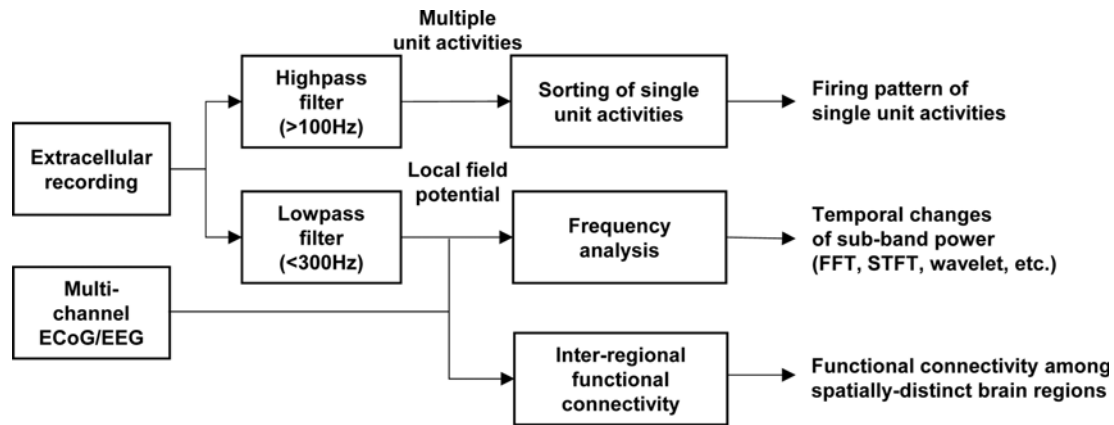 Multiple
unit activities
Highpass
filter
(>100Hz)
Sorting of single
unit activities
Firing pattern of
single unit activities
Extracellular
recording
Local field
potential
Lowpass
filter
(<300Hz)
Frequency
analysis
Temporal changes
of sub-band power
(FFT, STFT, wavelet, etc.)
Multi-
channel
ECoG/EEG
Inter-regional
functional
connectivity
Functional connectivity among
spatially-distinct brain regions